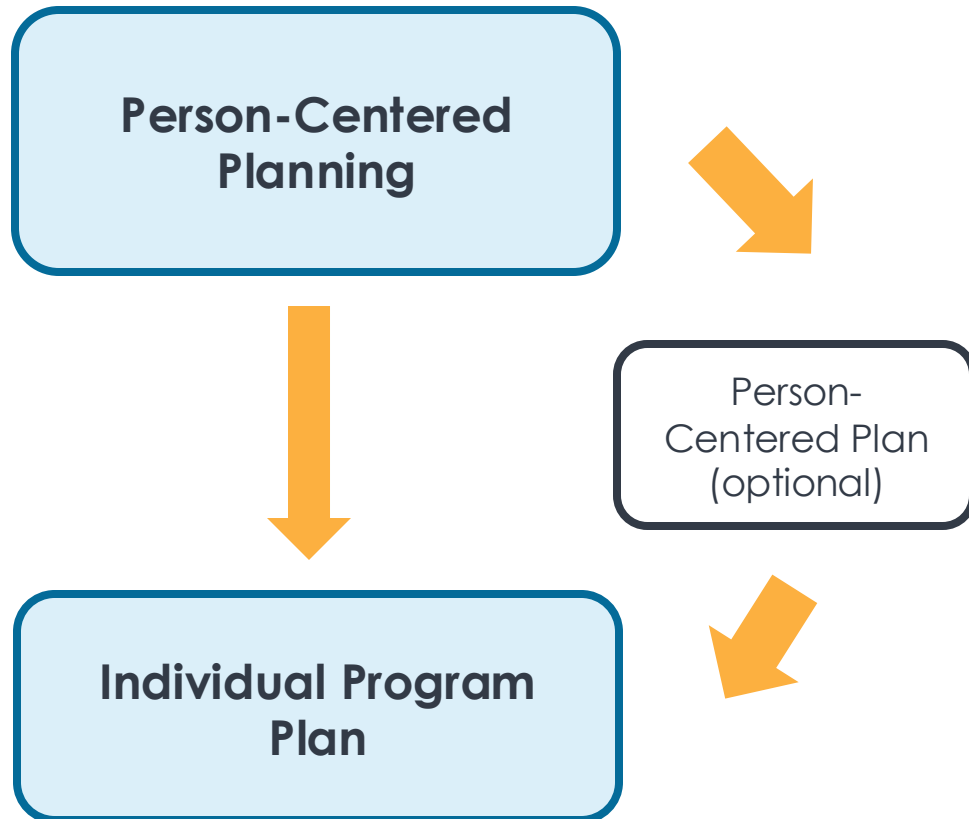 Person-Centered
Planning
Person-
Centered Plan
(optional)
Individual Program
Plan